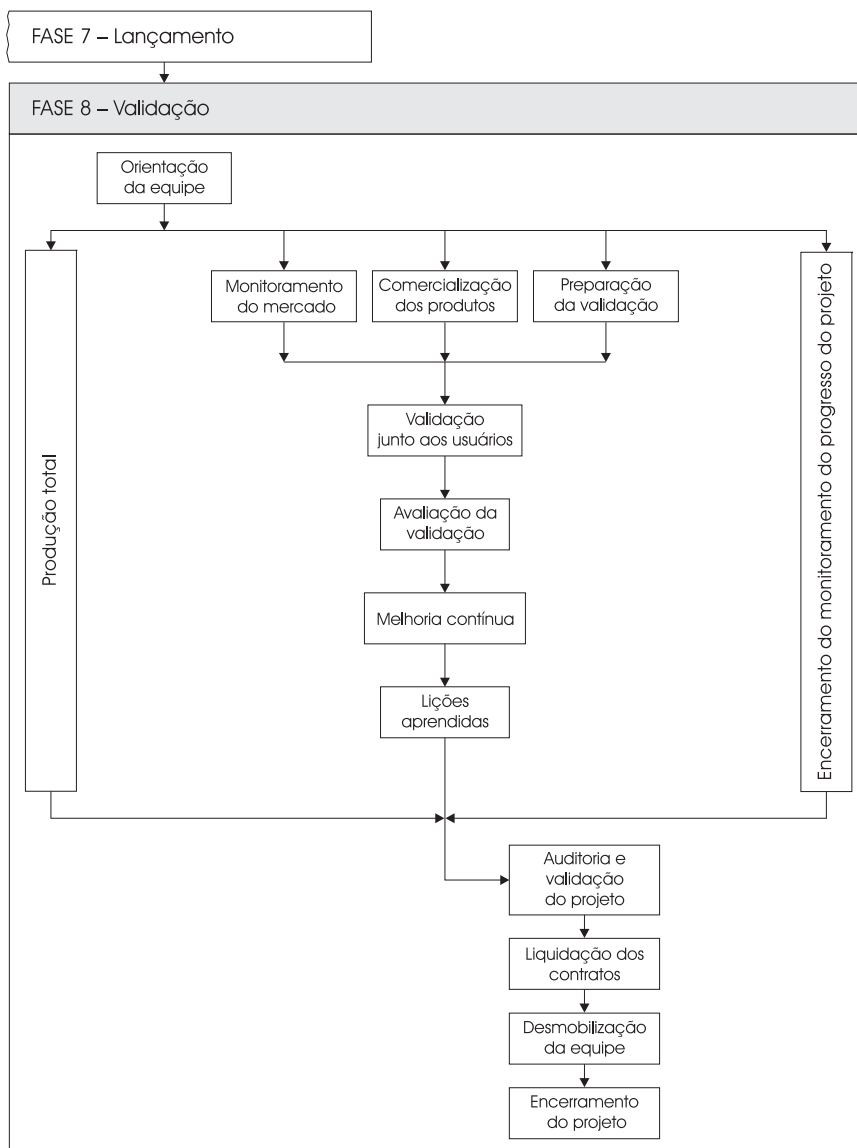 FASE 7 – Lançamento
FASE 8 – Validação
Orientação
da equipe
Produção total
Monitoramento
do mercado
Comercialização
dos produtos
Preparação
da validação
Encerramento do monitoramento do progresso do projeto
Validação
junto aos usuários
Avaliação da
validação
Melhoria contínua
Lições
aprendidas
Auditoria e
validação
do projeto
Liquidação dos
contratos
Desmobilização
da equipe
Encerramento
do projeto